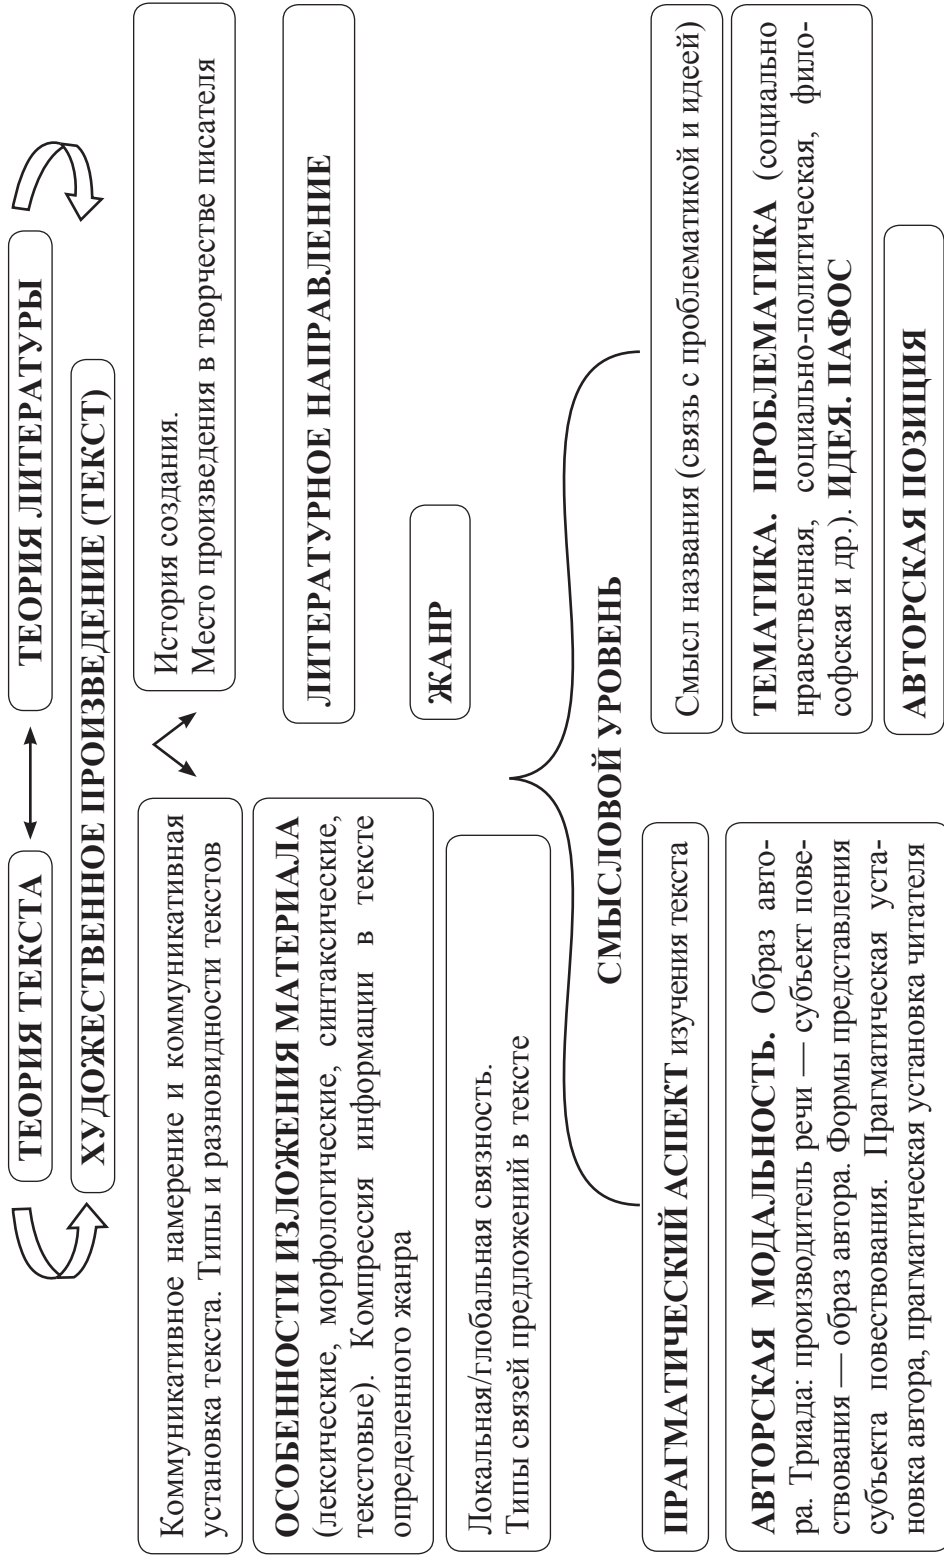 ТЕОРИЯ ТЕКСТА
ТЕОРИЯ ЛИТЕРАТУРЫ
ХУДОЖЕСТВЕННОЕ ПРОИЗВЕДЕНИЕ (ТЕКСТ)
Коммуникативное намерение и коммуникативная
установка текста. Типы и разновидности текстов
История создания.
Место произведения в творчестве писателя
ОСОБЕННОСТИ ИЗЛОЖЕНИЯ МАТЕРИАЛА
(лексические, морфологические, синтаксические,
текстовые). Компрессия информации в тексте
определенного жанра
ЛИТЕРАТУРНОЕ НАПРАВЛЕНИЕ
Локальная/глобальная связность.
Типы связей предложений в тексте
ЖАНР
СМЫСЛОВОЙ УРОВЕНЬ
ПРАГМАТИЧЕСКИЙ АСПЕКТ изучения текста
Смысл названия (связь с проблематикой и идеей)
АВТОРСКАЯ МОДАЛЬНОСТЬ. Образ авто-
ра. Триада: производитель речи — субъект пове-
ствования — образ автора. Формы представления
субъекта повествования. Прагматическая уста-
новка автора, прагматическая установка читателя
ТЕМАТИКА. ПРОБЛЕМАТИКА (социально
нравственная, социально-политическая, фило-
софская и др.). ИДЕЯ. ПАФОС
АВТОРСКАЯ ПОЗИЦИЯ